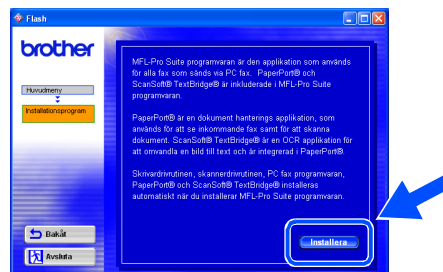 Flash
brother
Huvudmeny
Installationsprogram
MFL-Pro Suite programvaran är den applikation som används
för alla fax som sänds via PC fax. PaperPort® och
ScanSoft® TextBridge® är inkluderade i MFL-Pro Suite
programvaran.
PaperPort® är en dokument hanterings applikation, som
används för att se inkommande fax samt för att skanna
dokument. ScanSoft® TextBridge® är en OCR applikation för
att omvandla en bild till text och är integrerad i PaperPort®.
Skrivardrivrutinen, skannerdrivrutinen, PC fax programvaran,
PaperPort® och ScanSoft® TextBridge® installeras
automatiskt när du installerar MFL-Pro Suite programvaran.
Bakåt
Avsluta
Installera